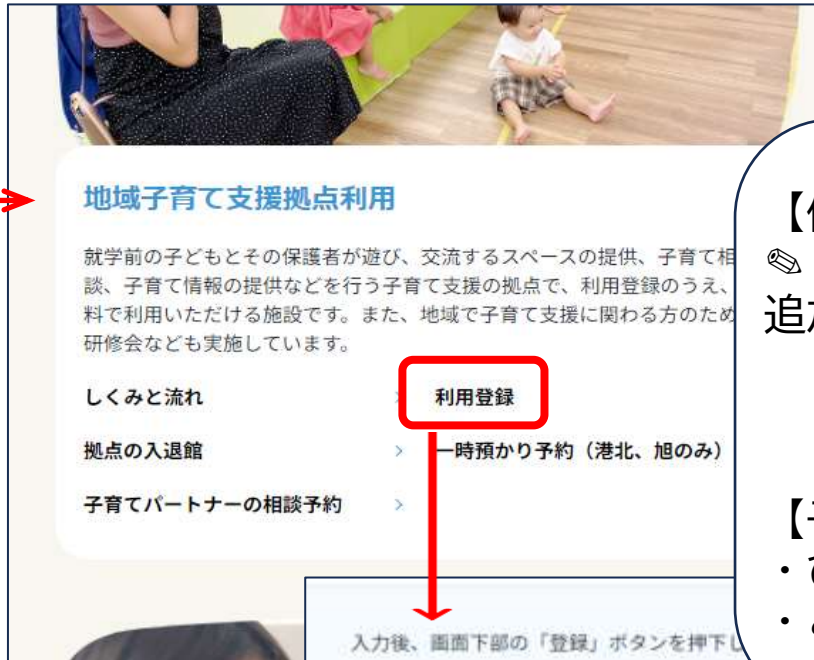 地域子育て支援拠点利用
就学前の子どもとその保護者が遊び、交流するスペースの提供、子育て相
談、子育て情報の提供などを行う子育て支援の拠点で、利用登録のうえ、
料で利用いただける施設です。また、地域で子育て支援に関わる方のため
研修会なども実施しています。
しくみと流れ
利用登録
拠点の入退館 >
一時預かり予約（港北、旭のみ）
子育てパートナーの相談予約 >
入力後、画面下部の「登録」ボタンを押下し
【
✎
追
【
・
・